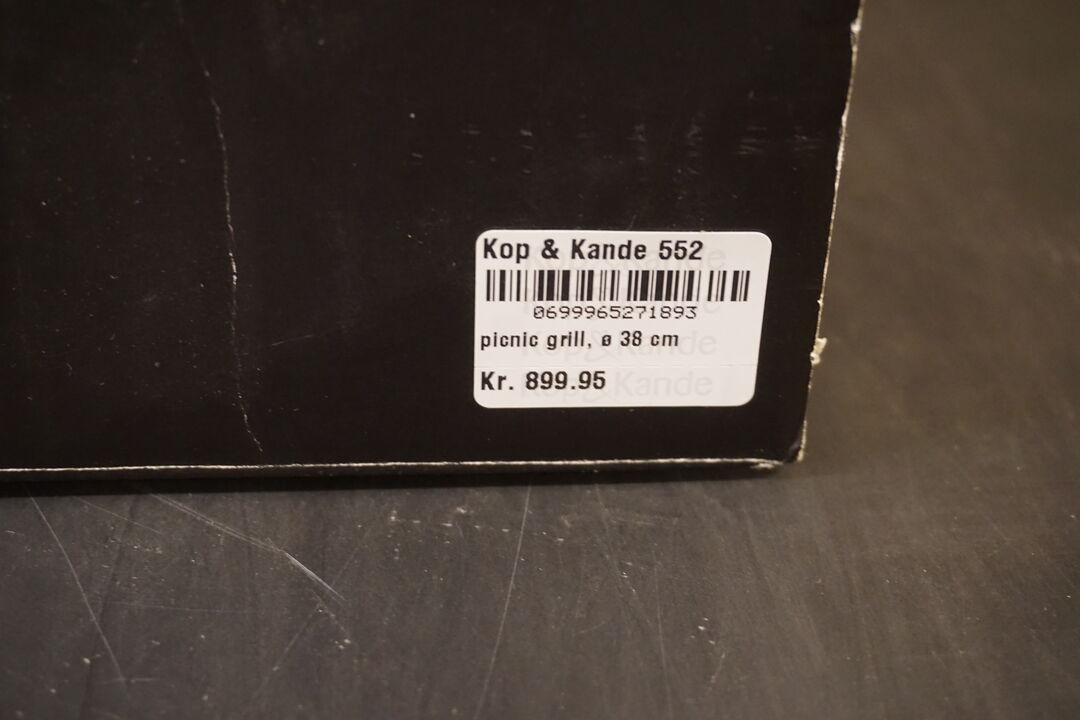 Kop & Kande 552
0699965271893
picnic grill, ø 38 cm
Kr. 899.95